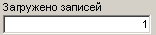 Загружено записей
1